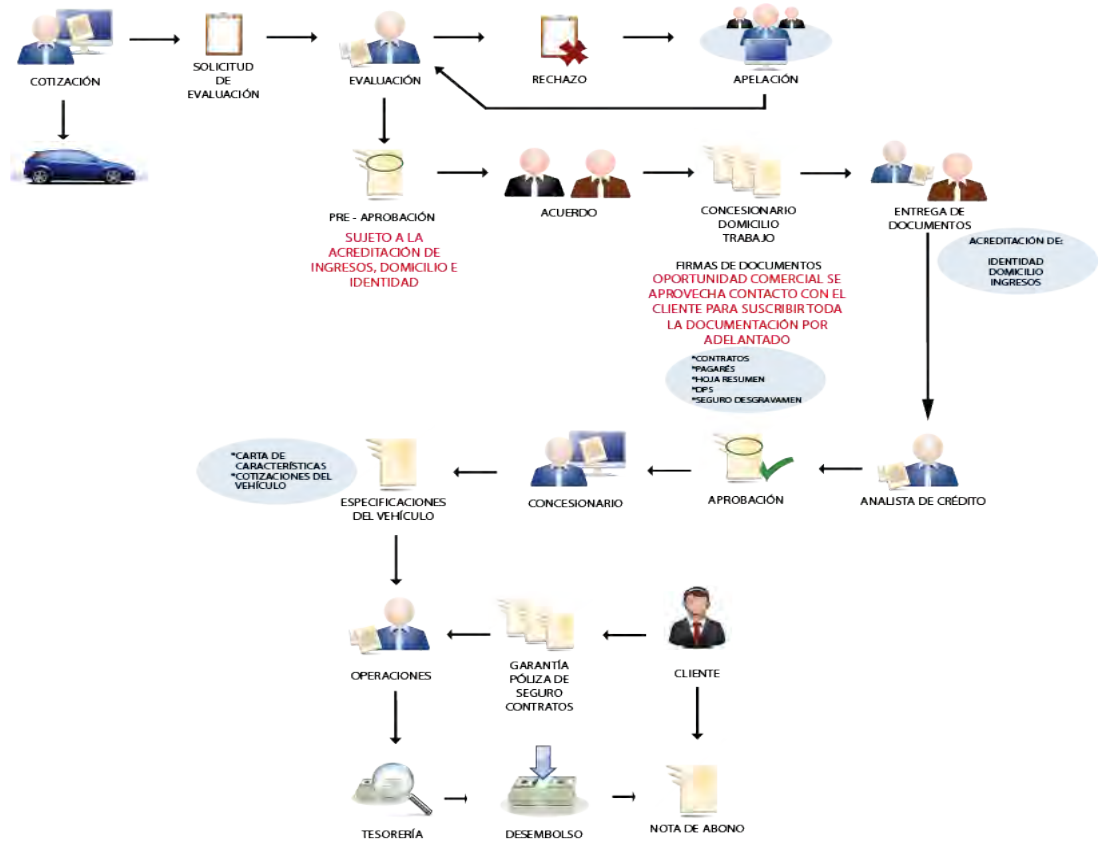 COTIZACIÓN
SOLICITUD
DE
EVALUACIÓN
EVALUACIÓN
RECHAZO
APELACIÓN
PRE - APROBACIÓN
SUJETO A LA
ACREDITACIÓN DE
INGRESOS, DOMICILIO E
IDENTIDAD
ACUERDO
CONCESIONARIO
DOMICILIO
TRABAJO
FIRMAS DE DOCUMENTOS
OPORTUNIDAD COMERCIAL SE
APROVECHA CONTACTO CON EL
CLIENTE PARA SUSCRIBIR TODA
LA DOCUMENTACIÓN POR
ADELANTADO
*CONTRATOS
*PAGARÉS
*HOJA RESUMEN
*DPS
*SEGURO DESGRAVAMEN
ENTREGA DE
DOCUMENTOS
ACREDITACIÓN DE:
IDENTIDAD
DOMICILIO
INGRESOS
ANALISTA DE CRÉDITO
APROBACIÓN
CONCESIONARIO
ESPECIFICACIONES
DEL VEHÍCULO
*CARTA DE
CARACTERÍSTICAS
*COTIZACIONES DEL
VEHÍCULO
OPERACIONES
GARANTÍA
PÓLIZA DE
SEGURO
CONTRATOS
CLIENTE
TESORERÍA
DESEMBOLSO
NOTA DE ABONO